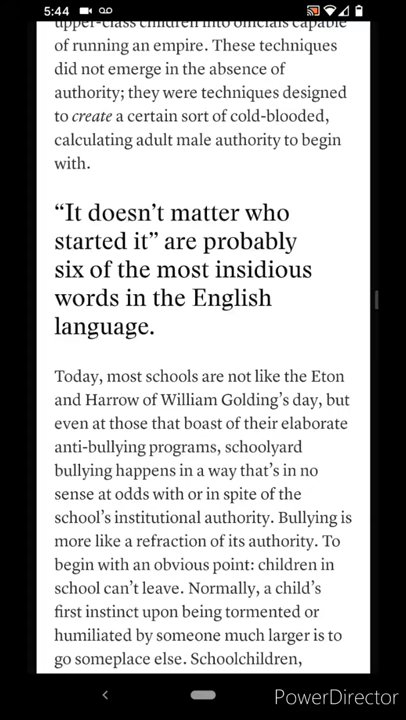 5:44
upper-class children into officials capable
of running an empire. These techniques
did not emerge in the absence of
authority; they were techniques designed
to create a certain sort of cold-blooded,
calculating adult male authority to begin
with.
“It doesn’t matter who
started it” are probably
six of the most insidious
words in the English
language.
Today, most schools are not like the Eton
and Harrow of William Golding’s day, but
even at those that boast of their elaborate
anti-bullying programs, schoolyard
bullying happens in a way that’s in no
sense at odds with or in spite of the
school’s institutional authority. Bullying is
more like a refraction of its authority. To
begin with an obvious point: children in
school can’t leave. Normally, a child’s
first instinct upon being tormented or
humiliated by someone much larger is to
go someplace else. Schoolchildren,
PowerDirector